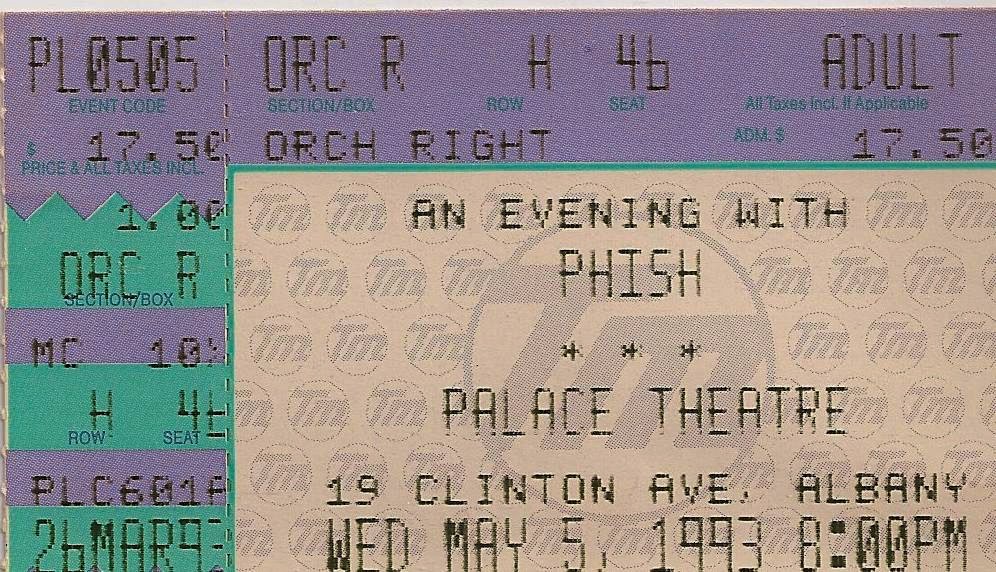 PL0505 ORC R H 46 ADULT
EVENT CODE SECTION/BOX ROW SEAT All Taxes Incl. If Applicable
$ 17.50 ORCH RIGHT ADM. $ 17.50
PRICE & ALL TAXES INCL.
1.00 AN EVENING WITH
ORC R PHISH
SECTION/BOX
MC * * *
H 46 PALACE THEATRE
ROW SEAT
PLC601A 19 CLINTON AVE. ALBANY
26MAR93 WED MAY 5, 1993 8:00PM